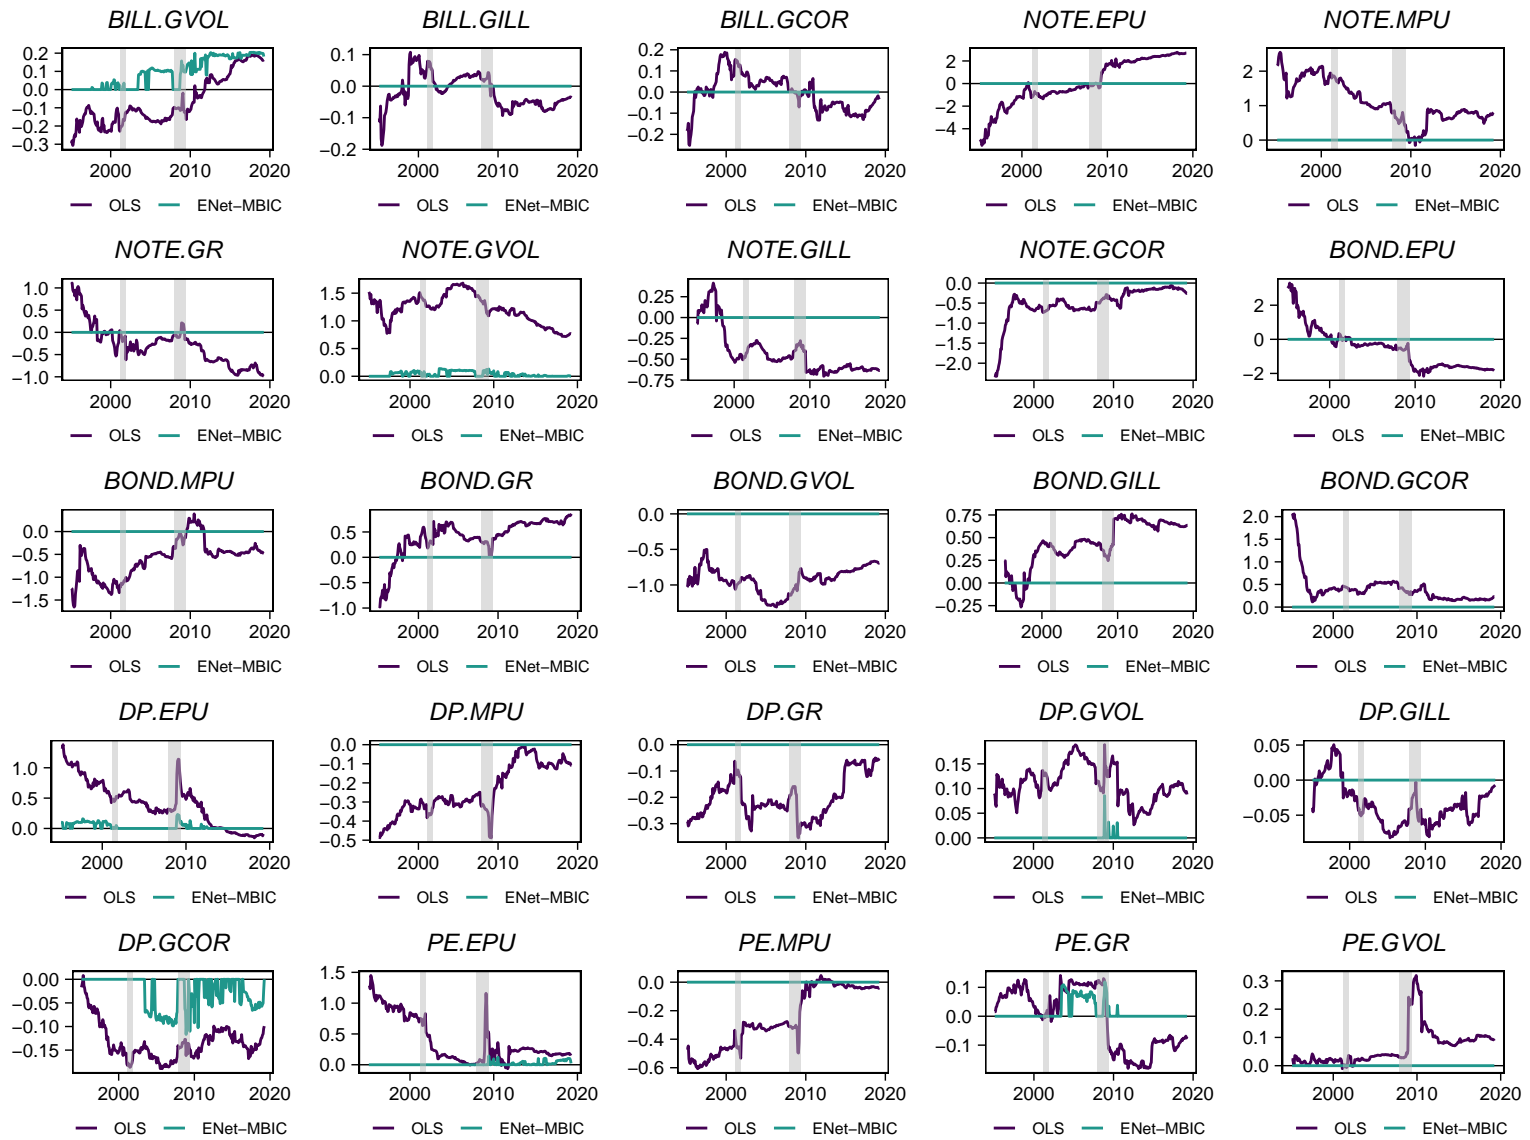 BILL.GVOL BILL.GILL BILL.GCOR NOTE.EPU NOTE.MPU
0.2 0.1 0.0 −0.1 −0.2 −0.3 0.1 0.0 −0.1 −0.2 0.2 0.1 0.0 −0.1 −0.2 2 0 −2 −4 2 1 0
2000 2010 2020 2000 2010 2020 2000 2010 2020 2000 2010 2020 2000 2010 2020
OLS ENet−MBIC OLS ENet−MBIC OLS ENet−MBIC OLS ENet−MBIC OLS ENet−MBIC
NOTE.GR NOTE.GVOL NOTE.GILL NOTE.GCOR BOND.EPU
1.0 0.5 0.0 −0.5 −1.0 1.5 1.0 0.5 0.0 0.25 0.00 −0.25 −0.50 −0.75 0.0 −0.5 −1.0 −1.5 −2.0 2 0 −2
2000 2010 2020 2000 2010 2020 2000 2010 2020 2000 2010 2020 2000 2010 2020
OLS ENet−MBIC OLS ENet−MBIC OLS ENet−MBIC OLS ENet−MBIC OLS ENet−MBIC
BOND.MPU BOND.GR BOND.GVOL BOND.GILL BOND.GCOR
0.0 −0.5 −1.0 −1.5 0.5 0.0 −0.5 −1.0 0.0 −0.5 −1.0 0.75 0.50 0.25 0.00 −0.25 2.0 1.5 1.0 0.5 0.0
2000 2010 2020 2000 2010 2020 2000 2010 2020 2000 2010 2020 2000 2010 2020
OLS ENet−MBIC OLS ENet−MBIC OLS ENet−MBIC OLS ENet−MBIC OLS ENet−MBIC
DP.EPU DP.MPU DP.GR DP.GVOL DP.GILL
1.0 0.5 0.0 0.0 −0.1 −0.2 −0.3 −0.4 −0.5 0.0 −0.1 −0.2 −0.3 0.15 0.10 0.05 0.00 0.05 0.00 −0.05
2000 2010 2020 2000 2010 2020 2000 2010 2020 2000 2010 2020 2000 2010 2020
OLS ENet−MBIC OLS ENet−MBIC OLS ENet−MBIC OLS ENet−MBIC OLS ENet−MBIC
DP.GCOR PE.EPU PE.MPU PE.GR PE.GVOL
0.00 −0.05 −0.10 −0.15 1.5 1.0 0.5 0.0 0.0 −0.2 −0.4 −0.6 0.1 0.0 −0.1 0.3 0.2 0.1 0.0
2000 2010 2020 2000 2010 2020 2000 2010 2020 2000 2010 2020 2000 2010 2020
OLS ENet−MBIC OLS ENet−MBIC OLS ENet−MBIC OLS ENet−MBIC OLS ENet−MBIC